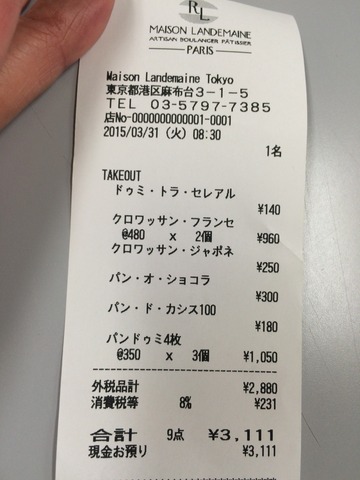 RL
MAISON LANDEMAINE
ARTISAN BOULANGER PÂTISSIER
PARIS
Maison Landemaine Tokyo
東京都港区麻布台3-1-5
TEL 03-5797-7385
店No-0000000000001-0001
2015/03/31(火) 08:30
1名
TAKEOUT
ドゥミ・トラ・セレアル
¥140
クロワッサン・フランセ
@480 x 2個 ¥960
クロワッサン・ジャポネ
¥250
パン・オ・ショコラ
¥300
パン・ド・カシス100
¥180
パンドゥミ4枚
@350 x 3個 ¥1,050
外税品計 ¥2,880
消費税等 8% ¥231
合計 9点 ¥3,111
現金お預り ¥3,111